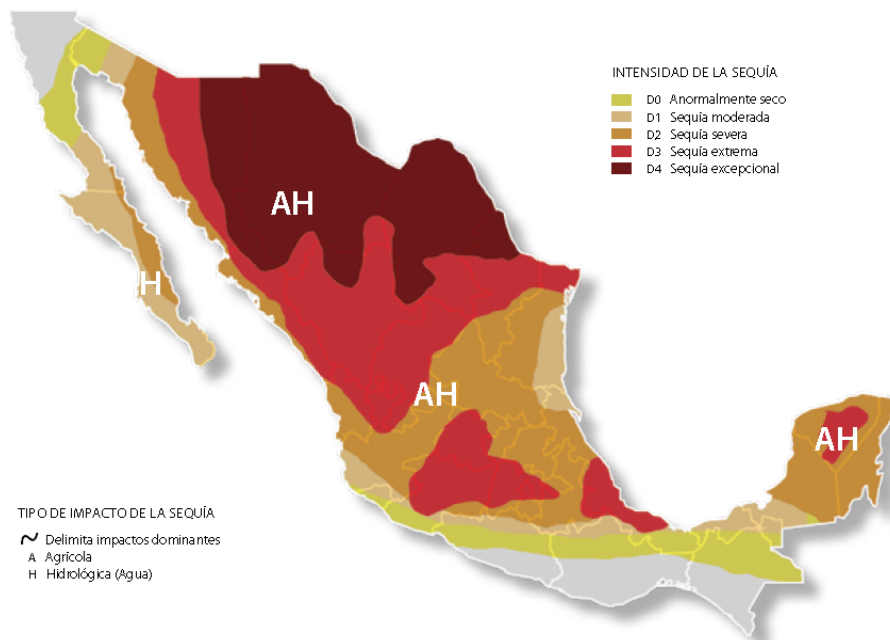 INTENSIDAD DE LA SEQUÍA
D0 Anormalmente seco
D1 Sequía moderada
D2 Sequía severa
D3 Sequía extrema
D4 Sequía excepcional
AH
H
AH
AH
TIPO DE IMPACTO DE LA SEQUÍA
Delimita impactos dominantes
A Agrícola
H Hidrológica (Agua)